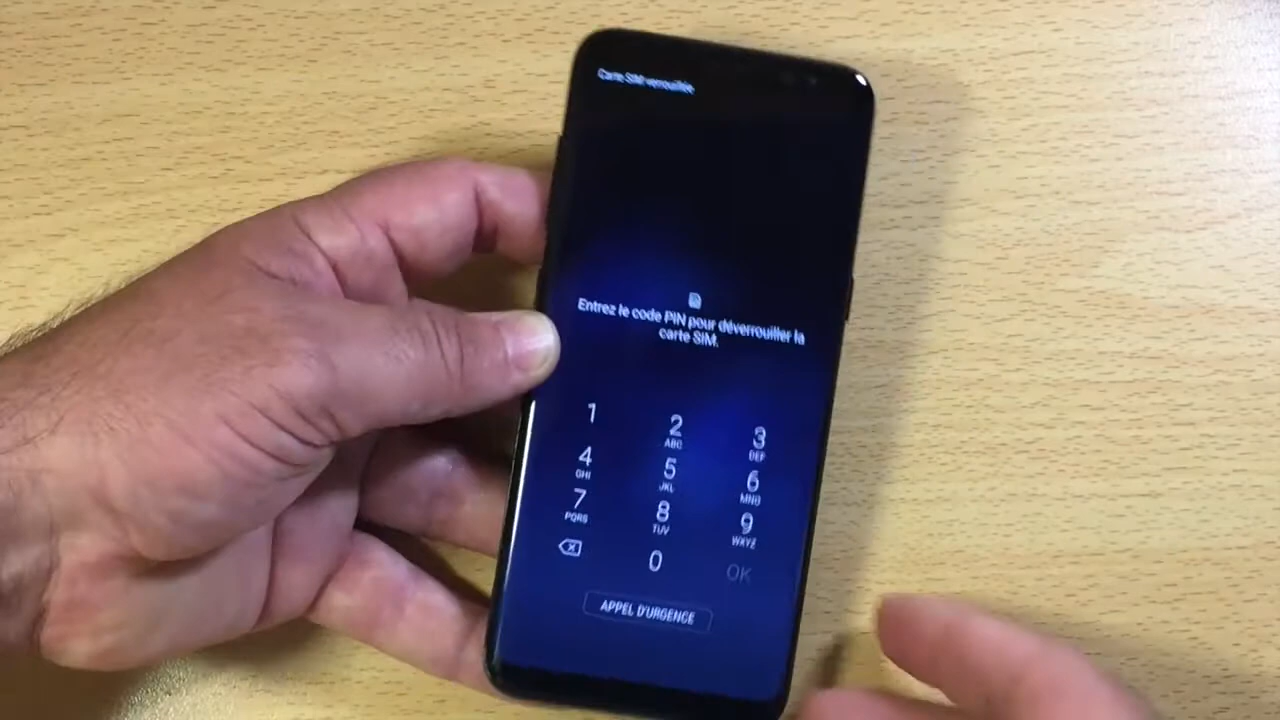 Carte SIM verrouillée
Entrez le code PIN pour déverrouiller la
carte SIM.
1 2 3
ABC DEF
4 5 6
GHI JKL MNO
7 8 9
PQRS TUV WXYZ
0 OK
APPEL D'URGENCE